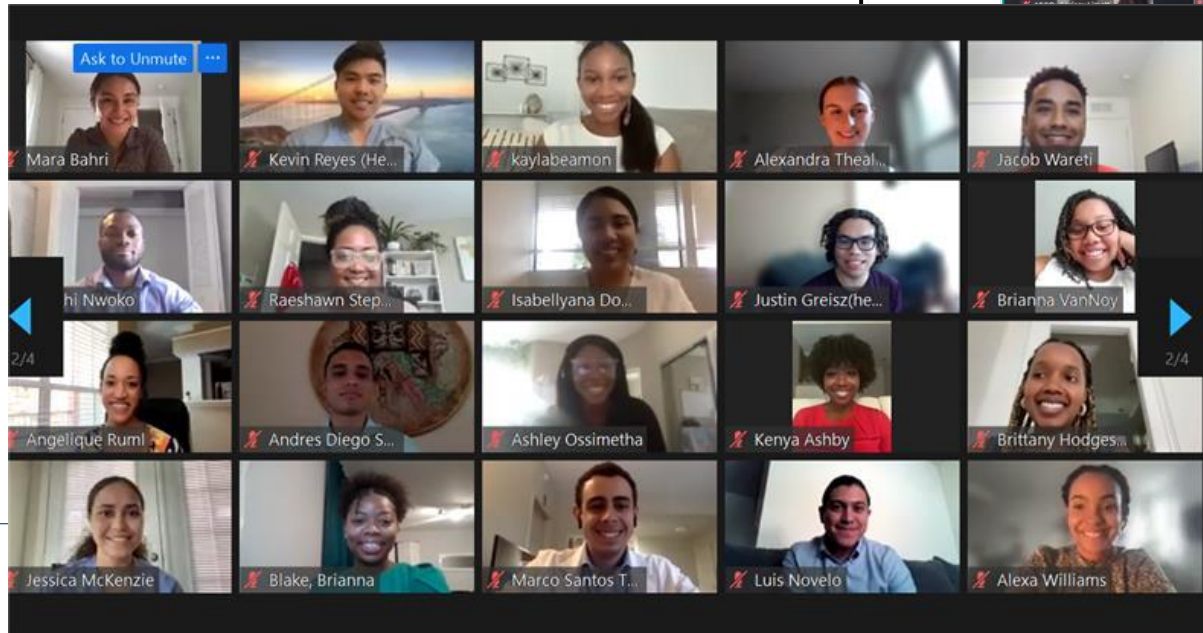 Ask to Unmute ...
Mara Bahri
Kevin Reyes (He...
kaylabeamon
Alexandra Theal...
Jacob Wareti
hi Nwoko
Raeshawn Step...
Isabellyana Do...
Justin Greisz(he...
Brianna VanNoy
2/4
2/4
Angelique Ruml
Andres Diego S...
Ashley Ossimetha
Kenya Ashby
Brittany Hodges...
Jessica McKenzie
Blake, Brianna
Marco Santos T...
Luis Novelo
Alexa Williams